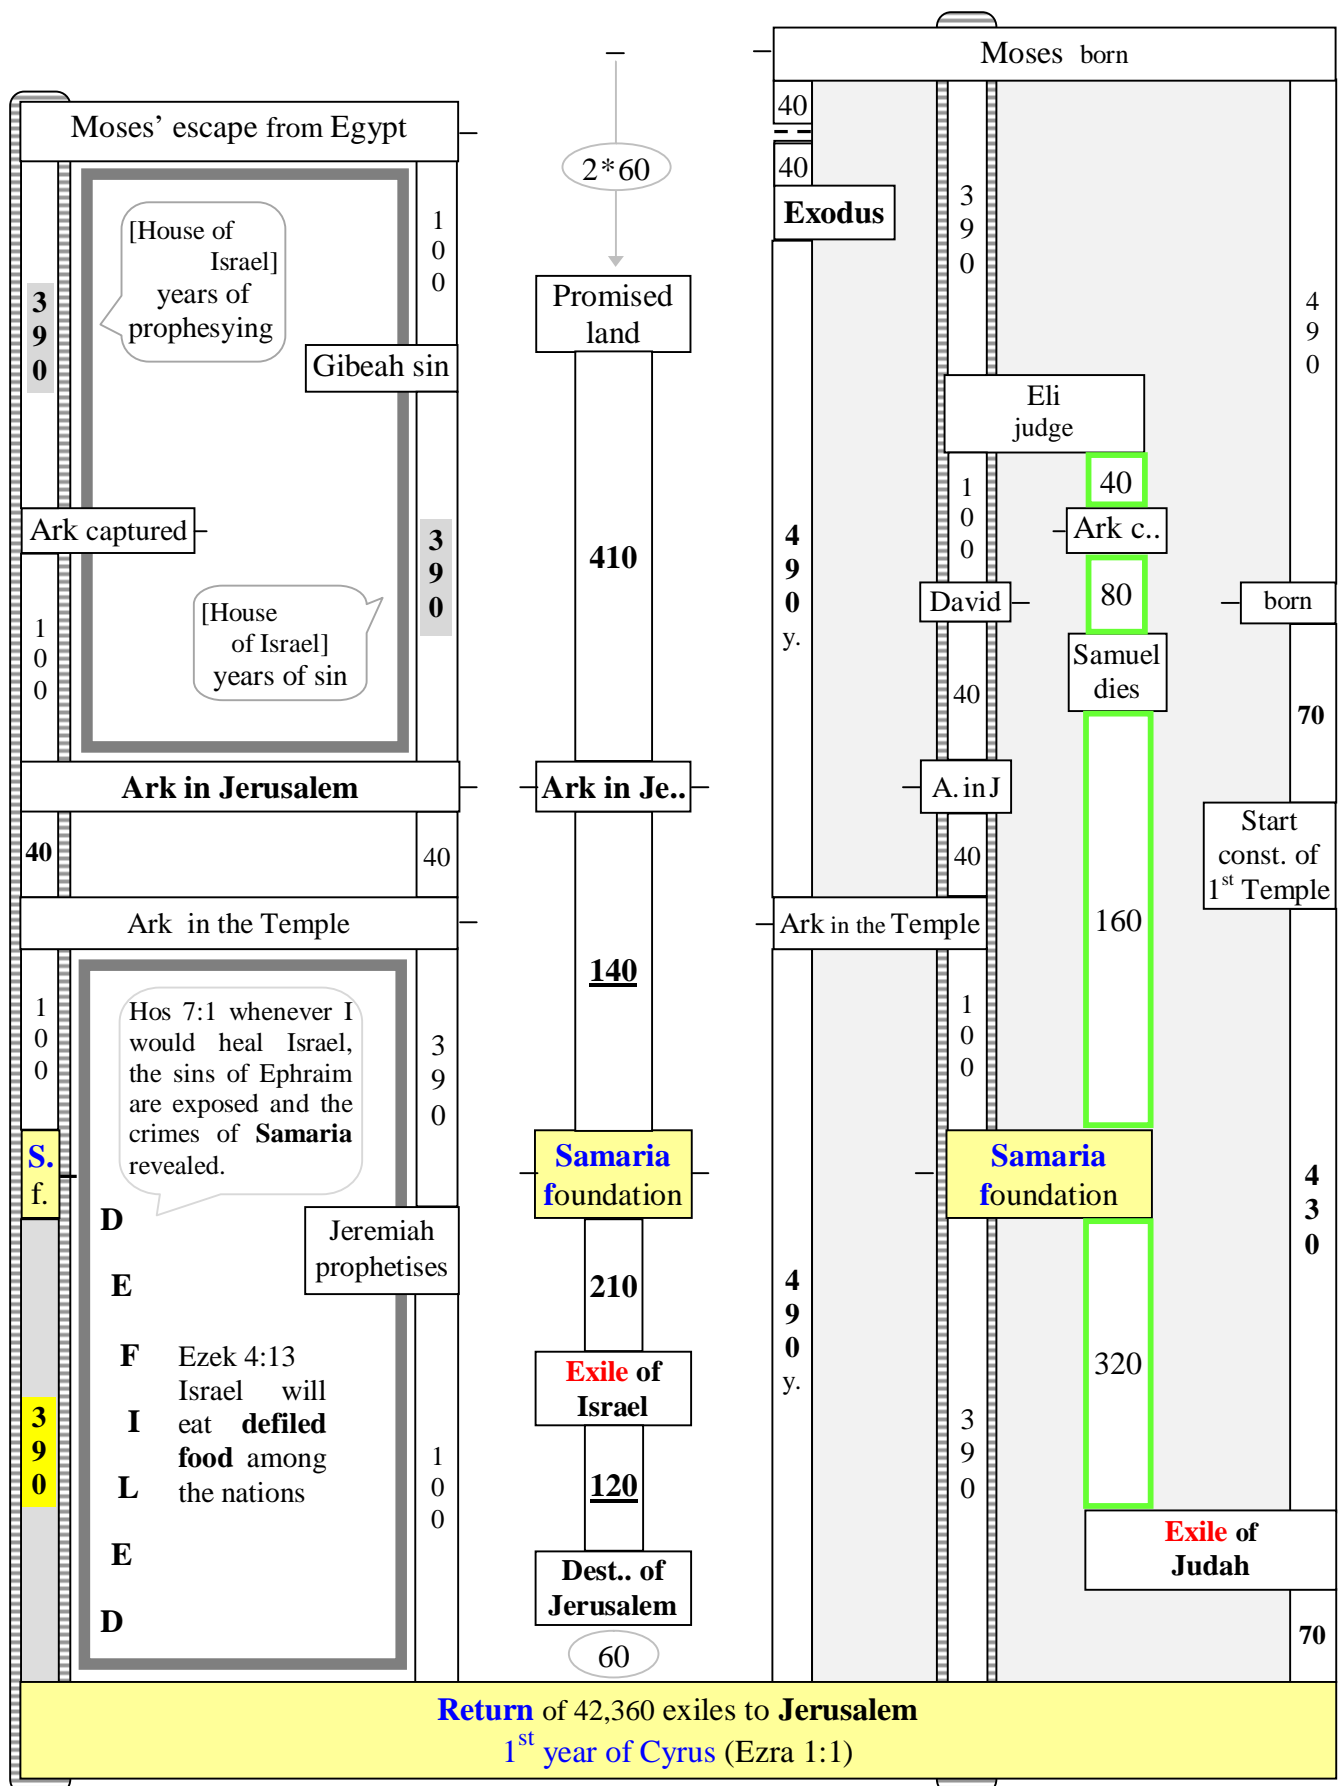 Moses born
Moses’ escape from Egypt
2*60
40
40
Exodus
[House of
Israel]
years of
prophesying
1
0
0
3
9
0
3
9
0
Promised
land
4
9
0
Gibeah sin
Eli
judge
40
1
0
0
Ark captured
Ark c..
3
9
0
410
4
9
0
y.
80
David
born
[House
of Israel]
years of sin
1
0
0
Samuel
dies
40
70
Ark in Jerusalem
Ark in Je..
A. in J
Start
const. of
1st Temple
40
40
40
Ark in the Temple
Ark in the Temple
160
140
1
0
0
Hos 7:1 whenever I
would heal Israel,
the sins of Ephraim
are exposed and the
crimes of Samaria
revealed.
3
9
0
1
0
0
S.
f.
Samaria
foundation
Samaria
foundation
4
3
0
D
E
F
I
L
E
D
Jeremiah
prophetises
210
4
9
0
y.
Ezek 4:13
Israel will
eat defiled
food among
the nations
Exile of
Israel
320
3
9
0
1
0
0
120
3
9
0
Exile of
Judah
Dest.. of
Jerusalem
60
70
Return of 42,360 exiles to Jerusalem
1st year of Cyrus (Ezra 1:1)